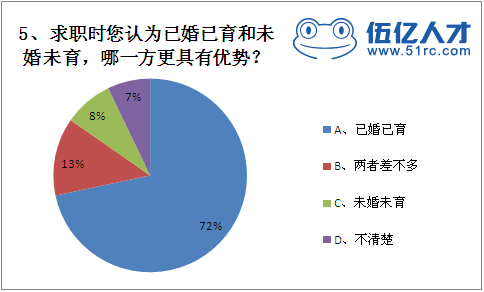 5、求职时您认为已婚已育和未
婚未育，哪一方更具有优势？
伍亿人才
www.51rc.com
7%
8%
13%
72%
A、已婚已育
B、两者差不多
C、未婚未育
D、不清楚